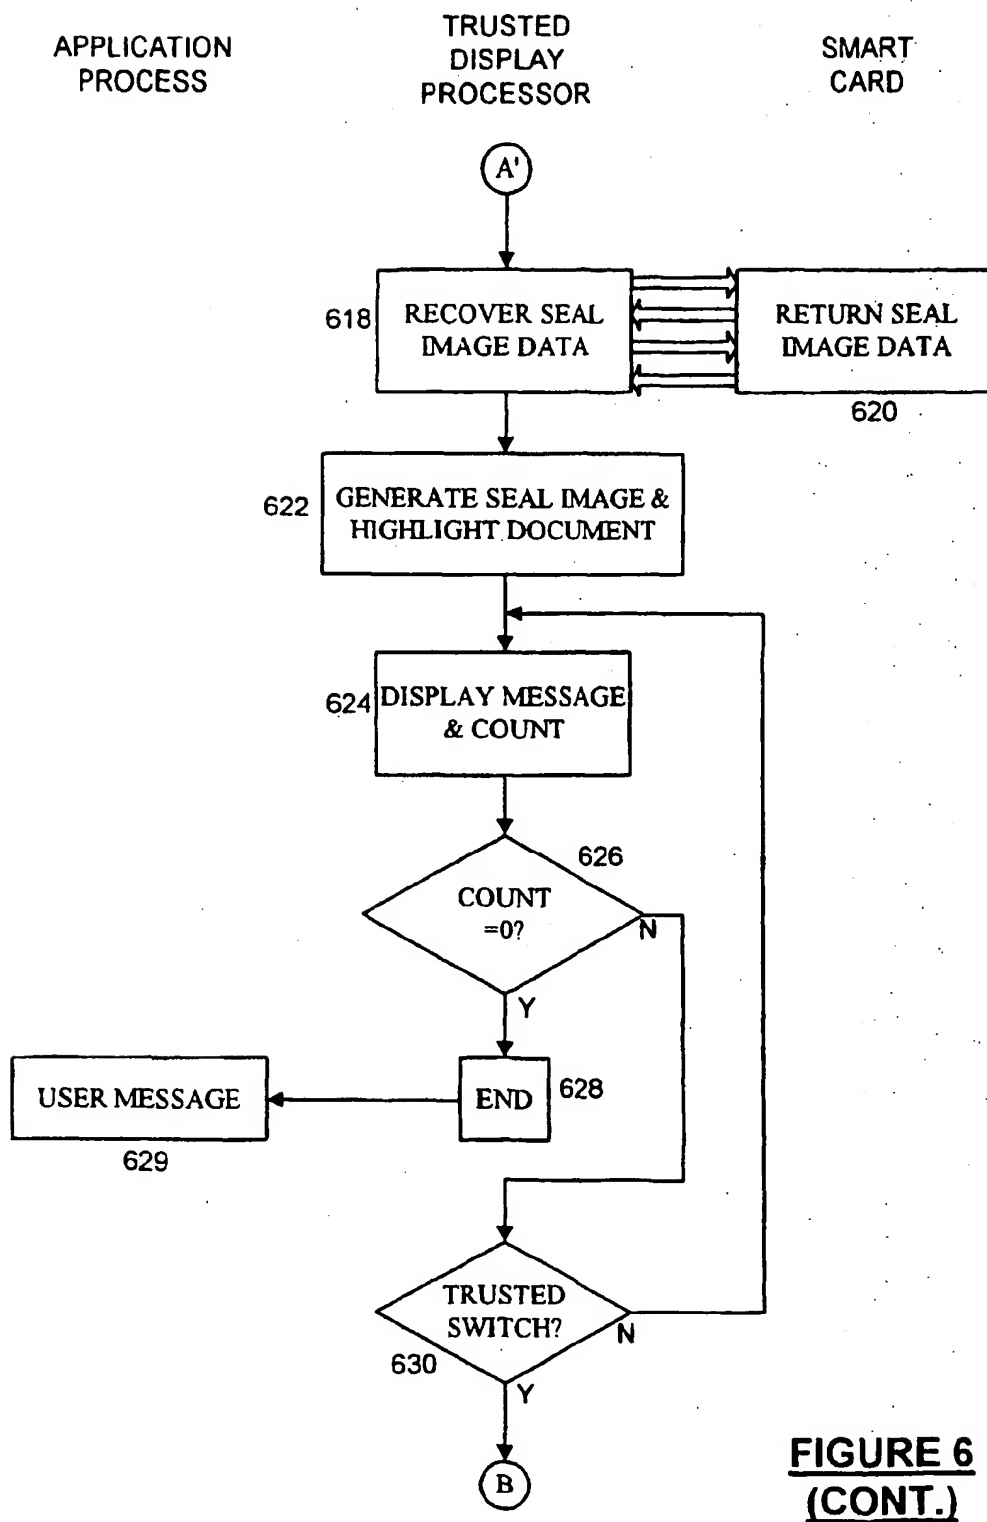 APPLICATION
PROCESS
TRUSTED
DISPLAY
PROCESSOR
SMART
CARD
A'
618
RECOVER SEAL
IMAGE DATA
RETURN SEAL
IMAGE DATA
620
622
GENERATE SEAL IMAGE &
HIGHLIGHT DOCUMENT
624
DISPLAY MESSAGE
& COUNT
626
COUNT
=0?
N
Y
USER MESSAGE
629
END
628
TRUSTED
SWITCH?
N
630
Y
B
FIGURE 6
(CONT.)